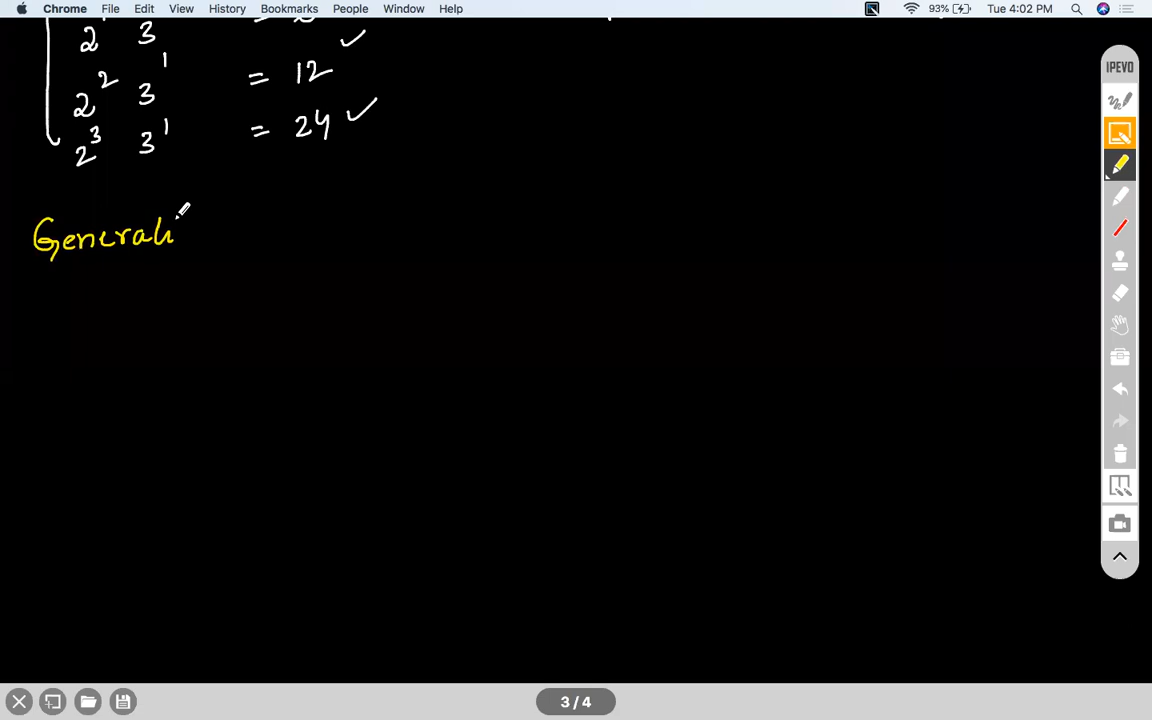 Chrome File Edit View History Bookmarks People Window Help 93% Tue 4:02 PM
2 3
2² 3¹ = 12
2³ 3¹ = 24 ✓
Generali
IPEVO
3 / 4